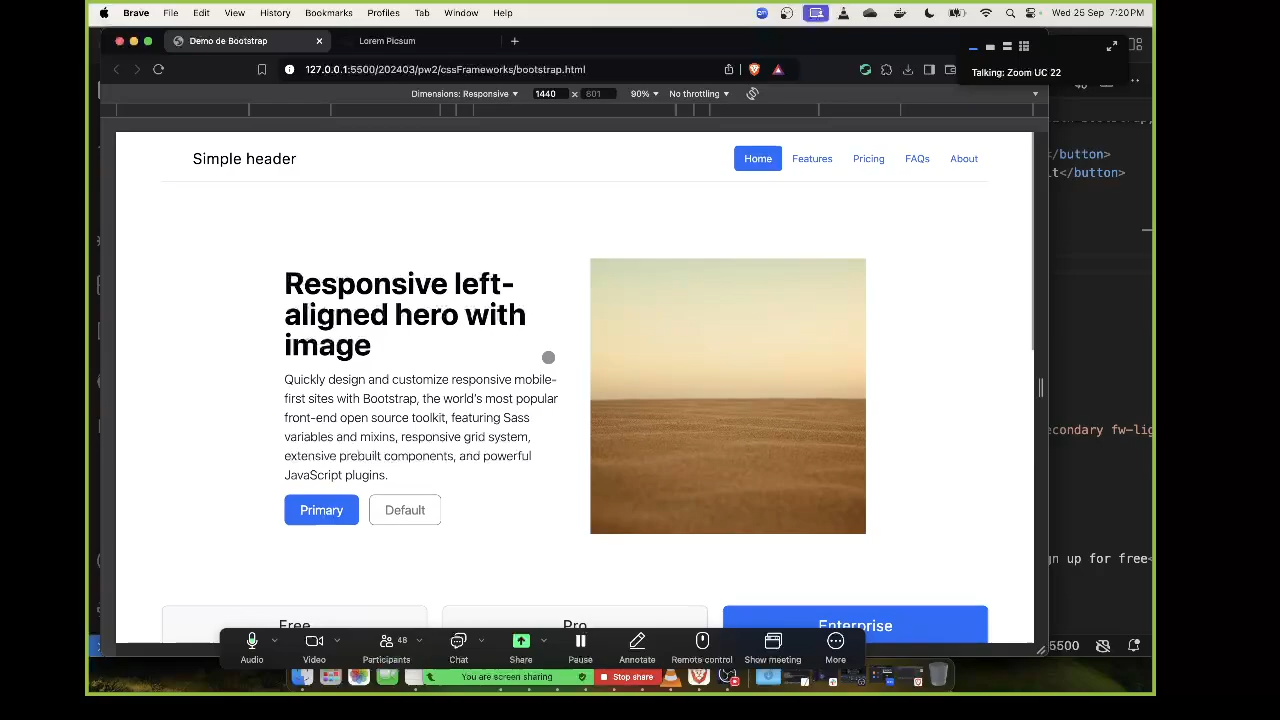 Brave File Edit View History Bookmarks Profiles Tab Window Help Wed 25 Sep 7:20 PM
Demo de Bootstrap
Lorem Picsum
Talking: Zoom UC 22
127.0.0.1:5500/202403/pw2/cssFrameworks/bootstrap.html
Dimensions: Responsive 1440 × 801 90% No throttling
Simple header
Home Features Pricing FAQs About
</button>
</button>
Responsive left-
aligned hero with
image
Quickly design and customize responsive mobile-
first sites with Bootstrap, the world's most popular
front-end open source toolkit, featuring Sass
variables and mixins, responsive grid system,
extensive prebuilt components, and powerful
JavaScript plugins.
Primary Default
up for free<
Free Pro Enterprise
48
Audio Video Participants Chat Share Pause Annotate Remote control Show meeting More
5500
You are screen sharing
Stop share